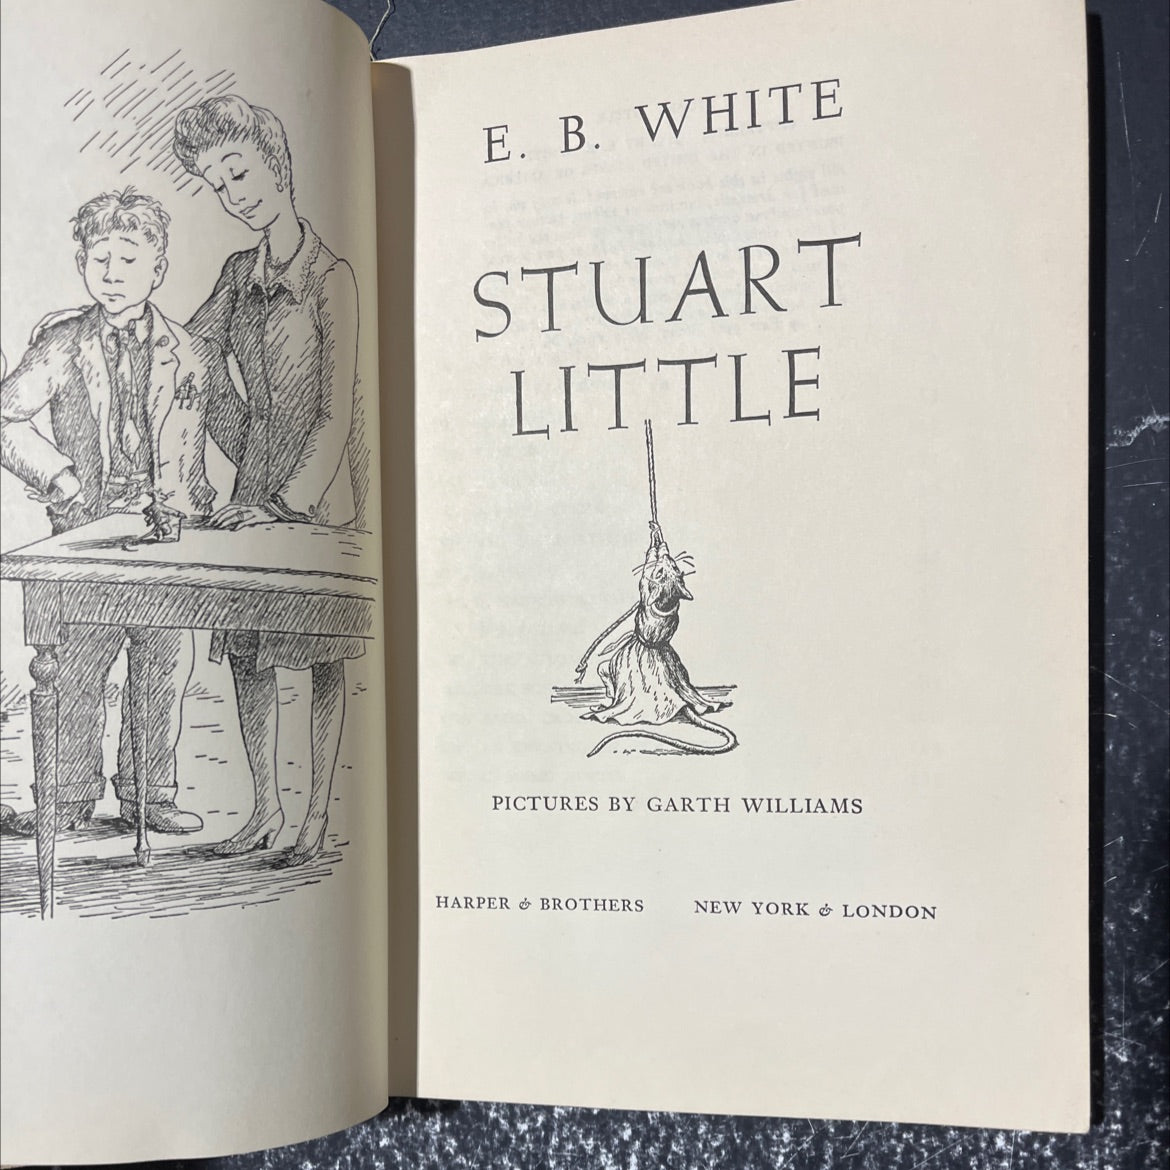 E. B. WHITE
STUART
LITTLE
PICTURES BY GARTH WILLIAMS
HARPER & BROTHERS NEW YORK & LONDON